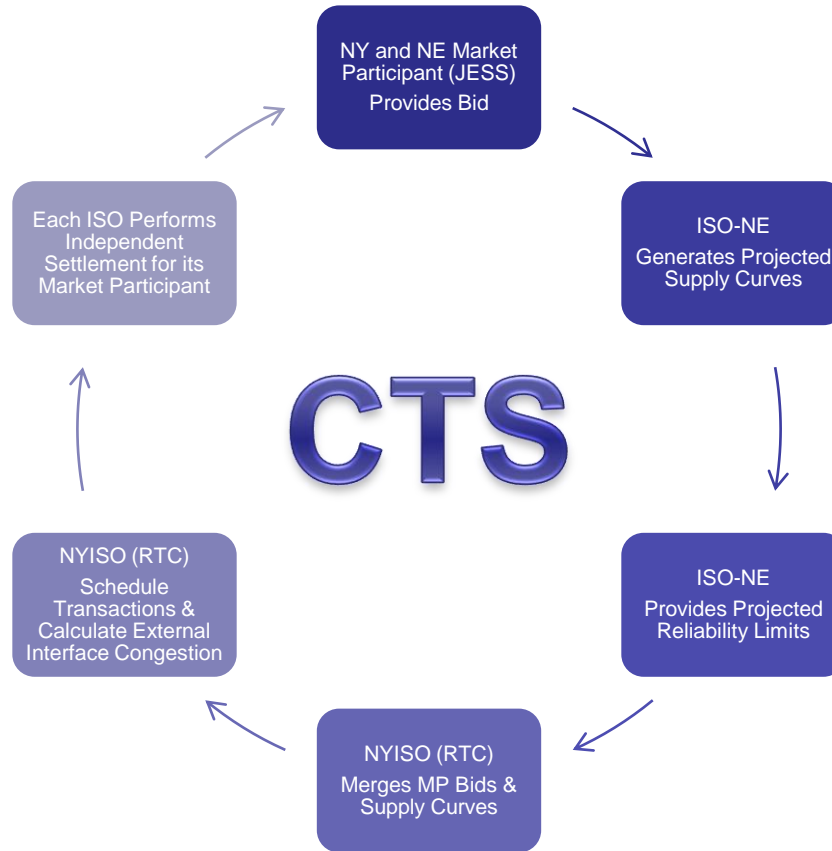 NY and NE Market
Participant (JESS)
Provides Bid
ISO-NE
Generates Projected
Supply Curves
ISO-NE
Provides Projected
Reliability Limits
NYISO (RTC)
Merges MP Bids &
Supply Curves
NYISO (RTC)
Schedule
Transactions &
Calculate External
Interface Congestion
Each ISO Performs
Independent
Settlement for its
Market Participant
CTS